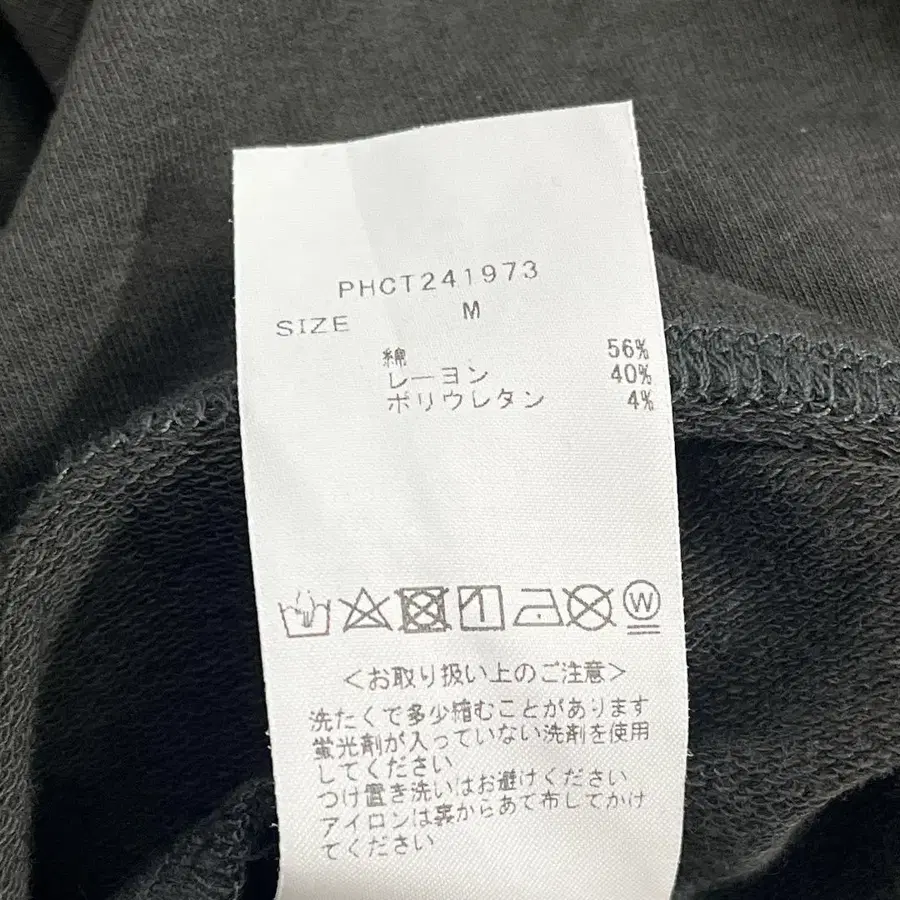 PHCT241973
SIZE M
綿 56%
レーヨン 40%
ポリウレタン 4%
W
<お取り扱い上のご注意>
洗たくで多少縮むことがあります
蛍光剤が入っていない洗剤を使用
してください
つけ置き洗いはお避けください
アイロンは裏からあて布してかけ
てください